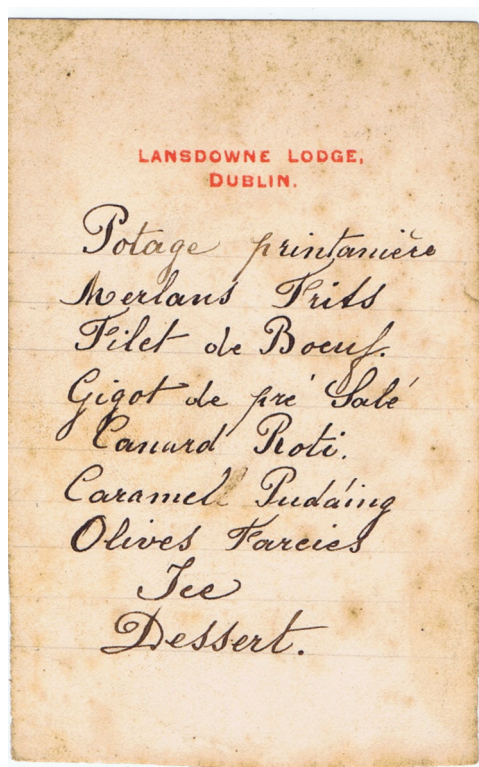 LANSDOWNE LODGE,
DUBLIN.
Potage printanière
Merlans Frits
Filet de Boeuf.
Gigot de pré Salé
Canard Roti.
Caramel Pudding
Olives Farcies
Ice
Dessert.